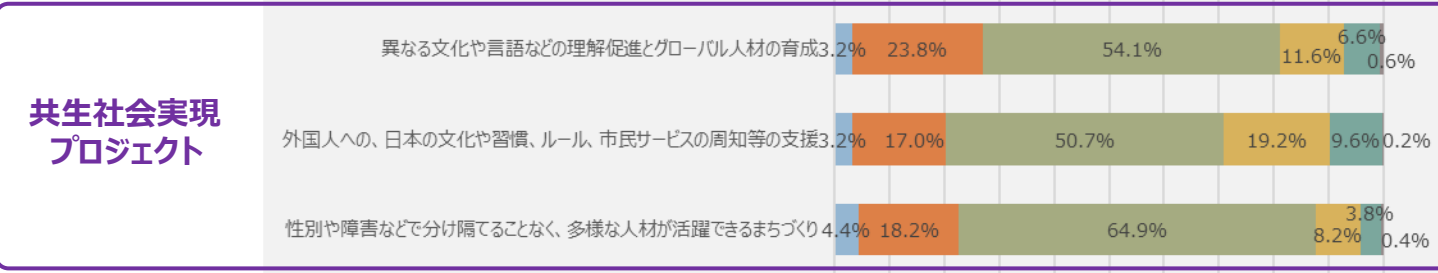 共生社会実現
プロジェクト
異なる文化や言語などの理解促進とグローバル人材の育成 3.2% 23.8% 54.1% 11.6% 6.6% 0.6%
外国人への、日本の文化や習慣、ルール、市民サービスの周知等の支援 3.2% 17.0% 50.7% 19.2% 9.6% 0.2%
性別や障害などで分け隔てることなく、多様な人材が活躍できるまちづくり 4.4% 18.2% 64.9% 8.2% 3.8% 0.4%